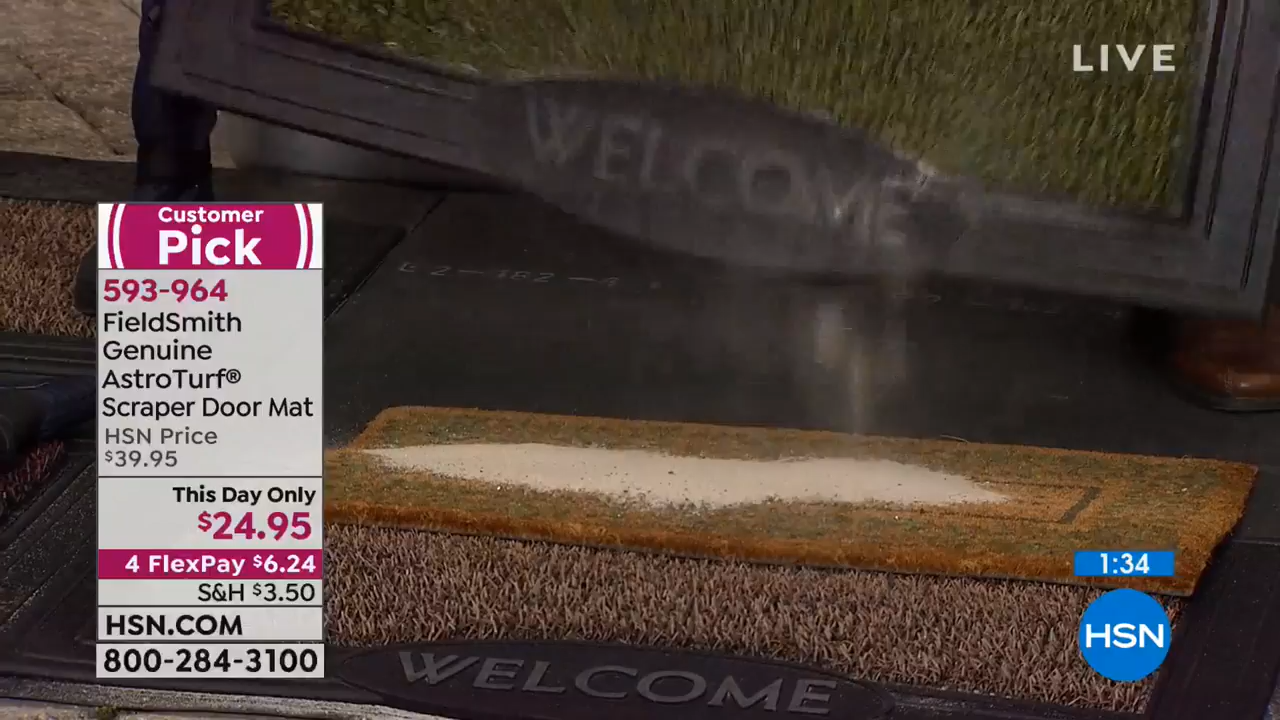 LIVE
WELCOME
Customer
Pick
593-964
FieldSmith
Genuine
AstroTurf®
Scraper Door Mat
HSN Price
$39.95
This Day Only
$24.95
4 FlexPay $6.24
S&H $3.50
HSN.COM
800-284-3100
1:34
HSN
WELCOME